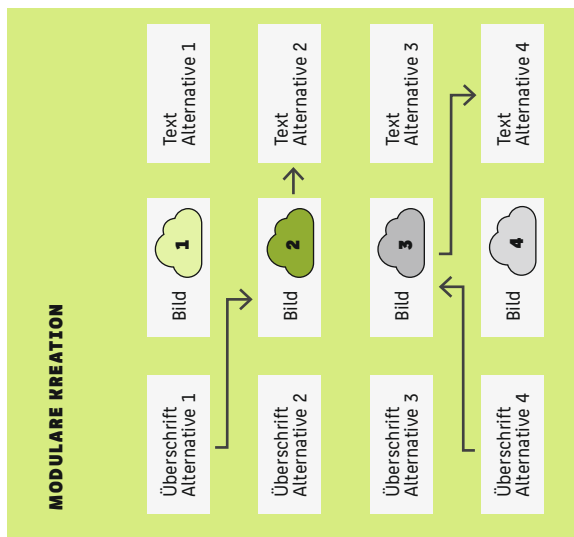 MODULARE KREATION
Überschrift
Alternative 1
Bild
1
Text
Alternative 1
Überschrift
Alternative 2
Bild
2
Text
Alternative 2
Überschrift
Alternative 3
Bild
3
Text
Alternative 3
Überschrift
Alternative 4
Bild
4
Text
Alternative 4